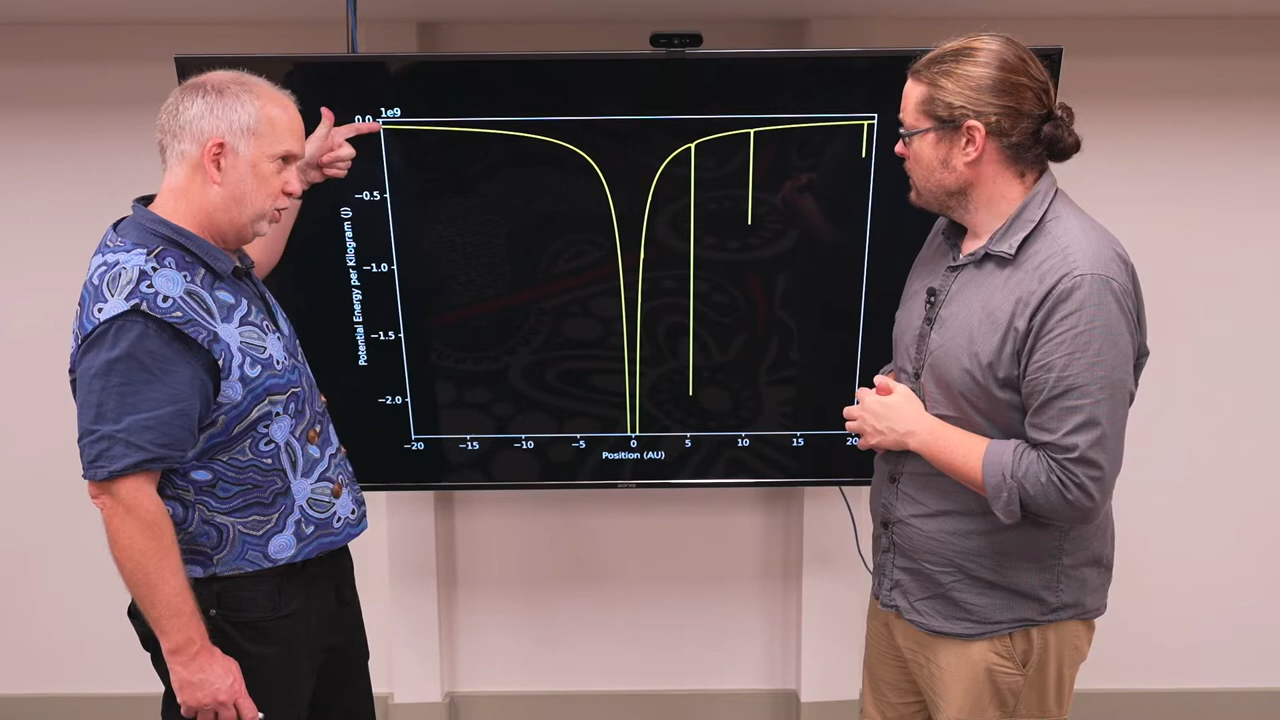 1e9
0.0
−0.5
−1.0
−1.5
−2.0
Potential Energy per Kilogram (J)
−20 −15 −10 −5 0 5 10 15 20
Position (AU)